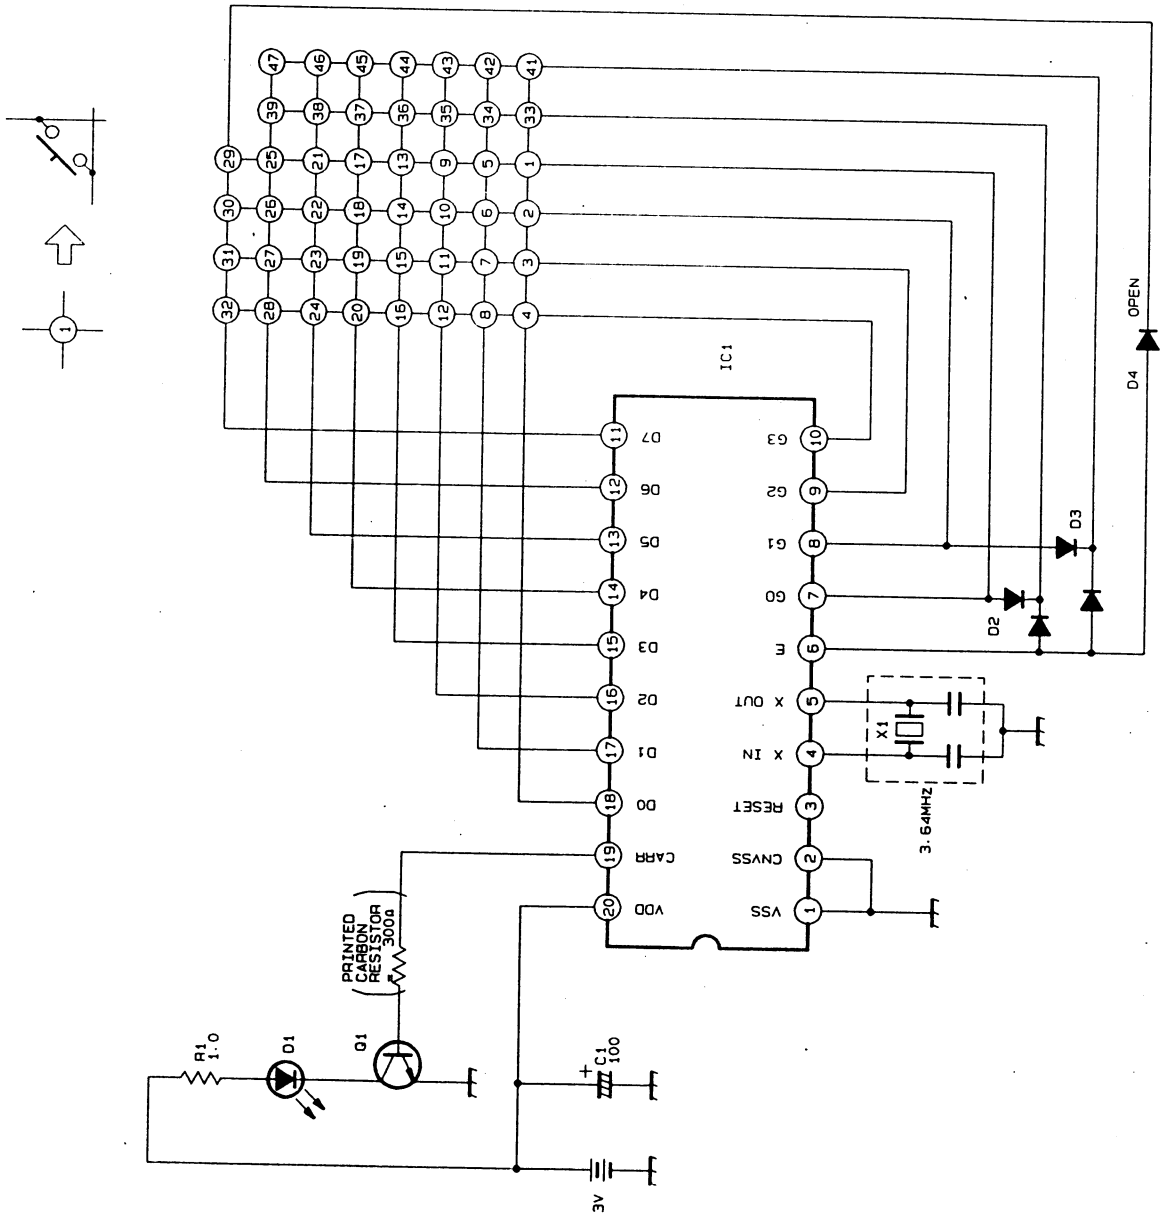 47 46 45 44 43 42 41
39 38 37 36 35 34 33
29 25 21 17 13 9 5 1
30 26 22 18 14 10 6 2
31 27 23 19 15 11 7 3
32 28 24 20 16 12 8 4
1
IC1
D4 OPEN
11 D7
12 D6
13 D5
14 D4
15 D3
16 D2
17 D1
18 D0
19 CARR
20 VDD
G3 10
G2 9
G1 8
G0 7
E 6
X OUT 5
X IN 4
RESET 3
CNVSS 2
VSS 1
D3
D2
X1
3.64MHZ
PRINTED
CARBON
RESISTOR
300Ω
R1
1.0
D1
Q1
+
C1
100
3V